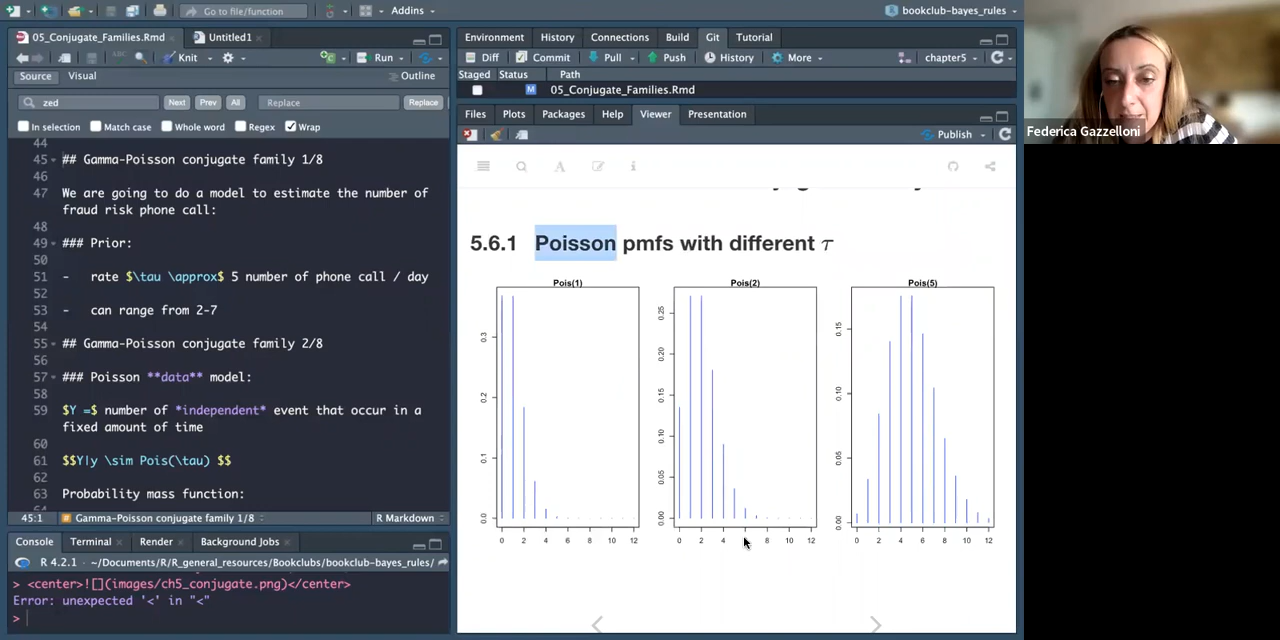 Go to file/function
Addins
bookclub-bayes_rules
05_Conjugate_Families.Rmd
Untitled1
Knit
Run
Source
Visual
Outline
zed
Next
Prev
All
Replace
Replace
In selection
Match case
Whole word
Regex
Wrap
44
45 ## Gamma-Poisson conjugate family 1/8
46
47 We are going to do a model to estimate the number of
fraud risk phone call:
48
49 ### Prior:
50
51 - rate $\tau \approx$ 5 number of phone call / day
52
53 - can range from 2-7
54
55 ## Gamma-Poisson conjugate family 2/8
56
57 ### Poisson **data** model:
58
59 $Y =$ number of *independent* event that occur in a
fixed amount of time
60
61 $$Y|y \sim Pois(\tau) $$
62
63 Probability mass function:
45:1
# Gamma-Poisson conjugate family 1/8
R Markdown
Console
Terminal
Render
Background Jobs
R 4.2.1 · ~/Documents/R/R_general_resources/Bookclubs/bookclub-bayes_rules/
> <center>![](images/ch5_conjugate.png)</center>
Error: unexpected '<' in "<"
>
Environment
History
Connections
Build
Git
Tutorial
Diff
Commit
Pull
Push
History
More
chapter5
Staged
Status
Path
M
05_Conjugate_Families.Rmd
Files
Plots
Packages
Help
Viewer
Presentation
Publish
A
i
5.6.1 Poisson pmfs with different τ
Pois(1)
0.3
0.2
0.1
0.0
0 2 4 6 8 10 12
Pois(2)
0.25
0.20
0.15
0.10
0.05
0.00
0 2 4 6 8 10 12
Pois(5)
0.15
0.10
0.05
0.00
0 2 4 6 8 10 12
Federica Gazzelloni